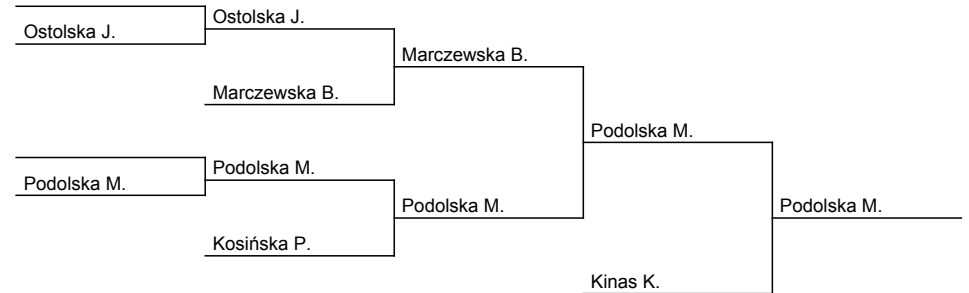 Ostolska J.
Ostolska J.
Marczewska B.
Marczewska B.
Podolska M.
Podolska M.
Podolska M.
Podolska M.
Podolska M.
Kosińska P.
Kinas K.